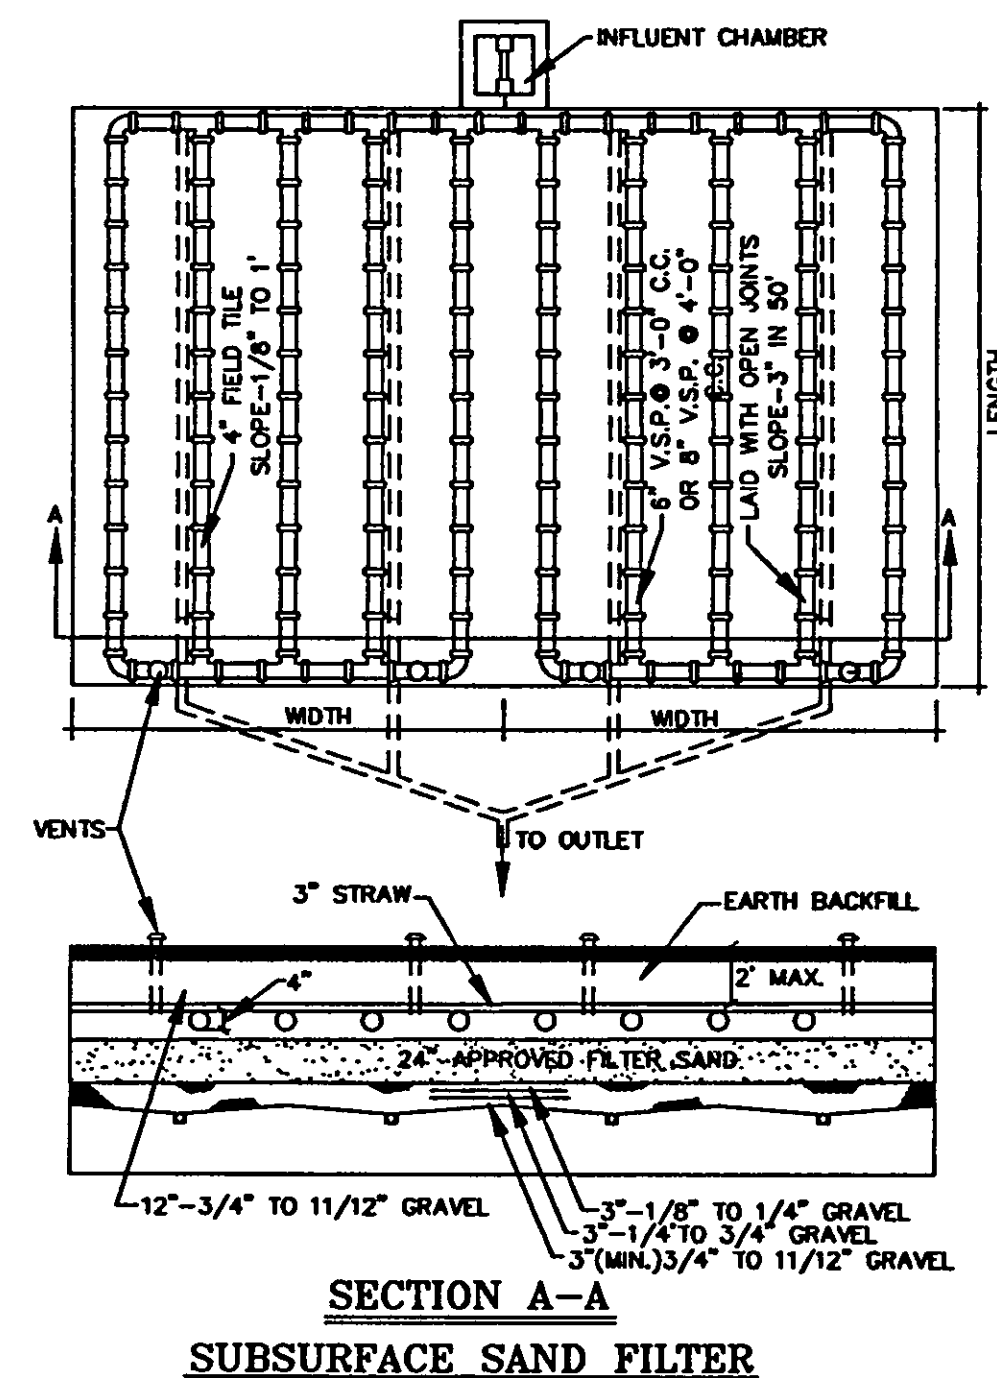 INFLUENT CHAMBER
4" FIELD TILE
SLOPE-1/8" TO 1'
6" V.S.P.@ 3'-0" C.C.
OR 8" V.S.P. @ 4'-0"
C.C.
LAID WITH OPEN JOINTS
SLOPE-3" IN 50'
LENGTH
A
A
WIDTH
WIDTH
VENTS
TO OUTLET
3" STRAW
EARTH BACKFILL
4"
2' MAX.
24" APPROVED FILTER SAND
12"-3/4" TO 11/12" GRAVEL
3"-1/8" TO 1/4" GRAVEL
3"-1/4"TO 3/4" GRAVEL
3"(MIN.)3/4" TO 11/12" GRAVEL
SECTION A-A
SUBSURFACE SAND FILTER